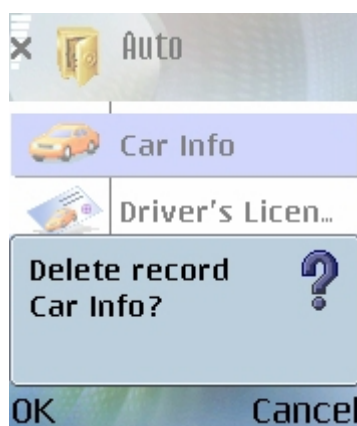 Auto
Car Info
Driver's Licen...
Delete record
Car Info?
OK Cancel